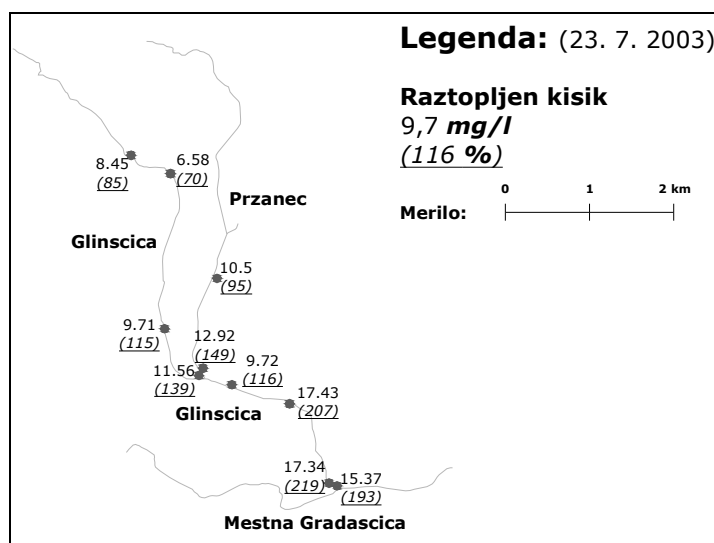 Legenda: (23. 7. 2003)
Raztopljen kisik
9,7 mg/l
(116 %)
0 1 2 km
Merilo:
8.45
(85)
6.58
(70)
Przanec
Glinscica
10.5
(95)
9.71
(115)
12.92
(149)
11.56
(139)
9.72
(116)
Glinscica
17.43
(207)
17.34
(219)
15.37
(193)
Mestna Gradascica